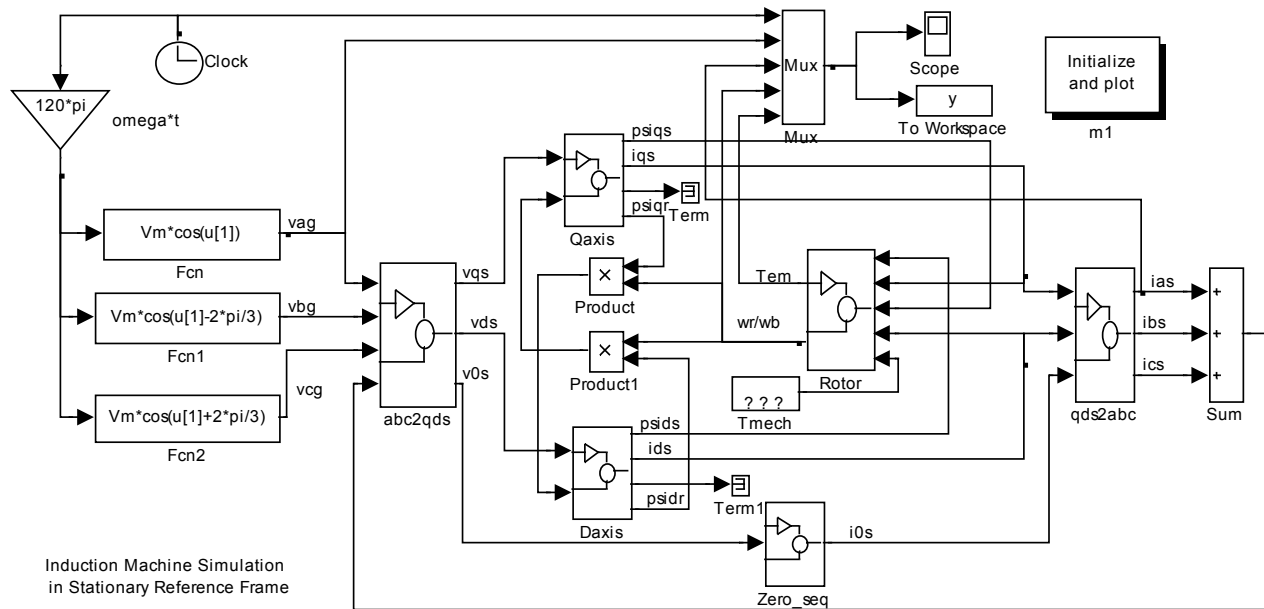 Clock
120*pi
omega*t
Vm*cos(u[1])
Fcn
vag
Vm*cos(u[1]-2*pi/3)
Fcn1
vbg
Vm*cos(u[1]+2*pi/3)
Fcn2
vcg
abc2qds
vqs
vds
v0s
psiqs
iqs
psiqr
Qaxis
Term
Product
Product1
psids
ids
psidr
Daxis
Term1
Mux
Mux
Scope
y
To Workspace
Initialize
and plot
m1
Tem
wr/wb
Rotor
? ? ?
Tmech
Zero_seq
i0s
qds2abc
ias
ibs
ics
+
+
+
Sum
×
×
Induction Machine Simulation
in Stationary Reference Frame